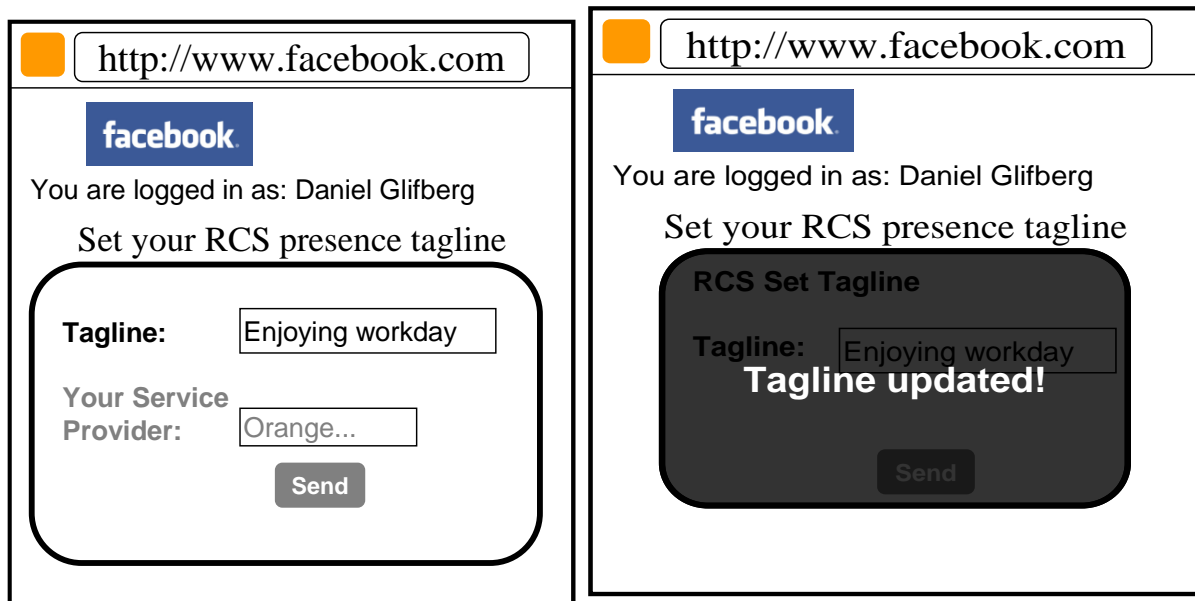 http://www.facebook.com
facebook.
You are logged in as: Daniel Glifberg
Set your RCS presence tagline
Tagline:
Enjoying workday
Your Service
Provider:
Orange...
Send
http://www.facebook.com
facebook.
You are logged in as: Daniel Glifberg
Set your RCS presence tagline
RCS Set Tagline
Tagline:
Enjoying workday
Tagline updated!
Send